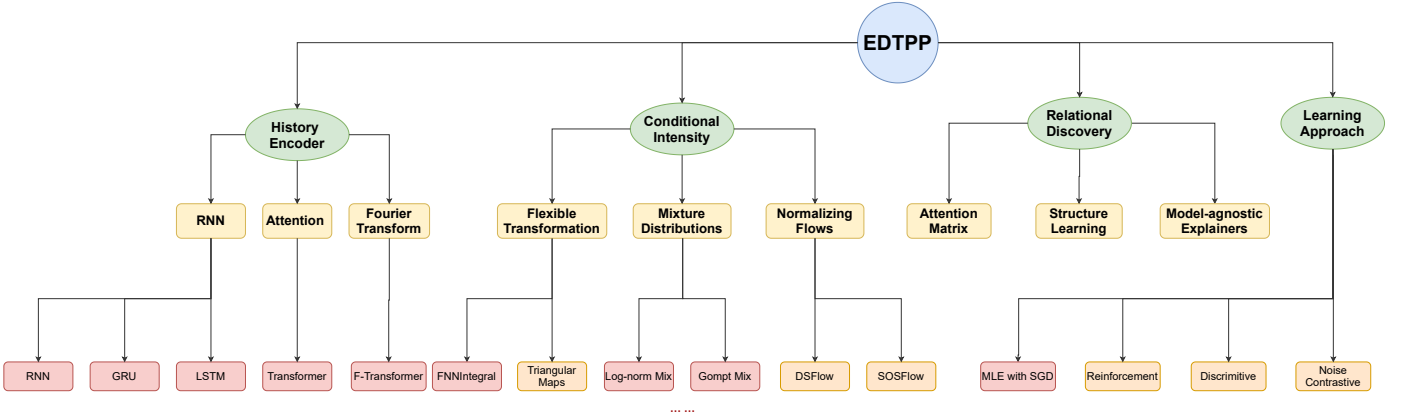 EDTPP
History
Encoder
Conditional
Intensity
Relational
Discovery
Learning
Approach
RNN
Attention
Fourier
Transform
Flexible
Transformation
Mixture
Distributions
Normalizing
Flows
Attention
Matrix
Structure
Learning
Model-agnostic
Explainers
RNN
GRU
LSTM
Transformer
F-Transformer
FNNIntegral
Triangular
Maps
Log-norm Mix
Gompt Mix
DSFlow
SOSFlow
MLE with SGD
Reinforcement
Discrimitive
Noise
Contrastive
... ...